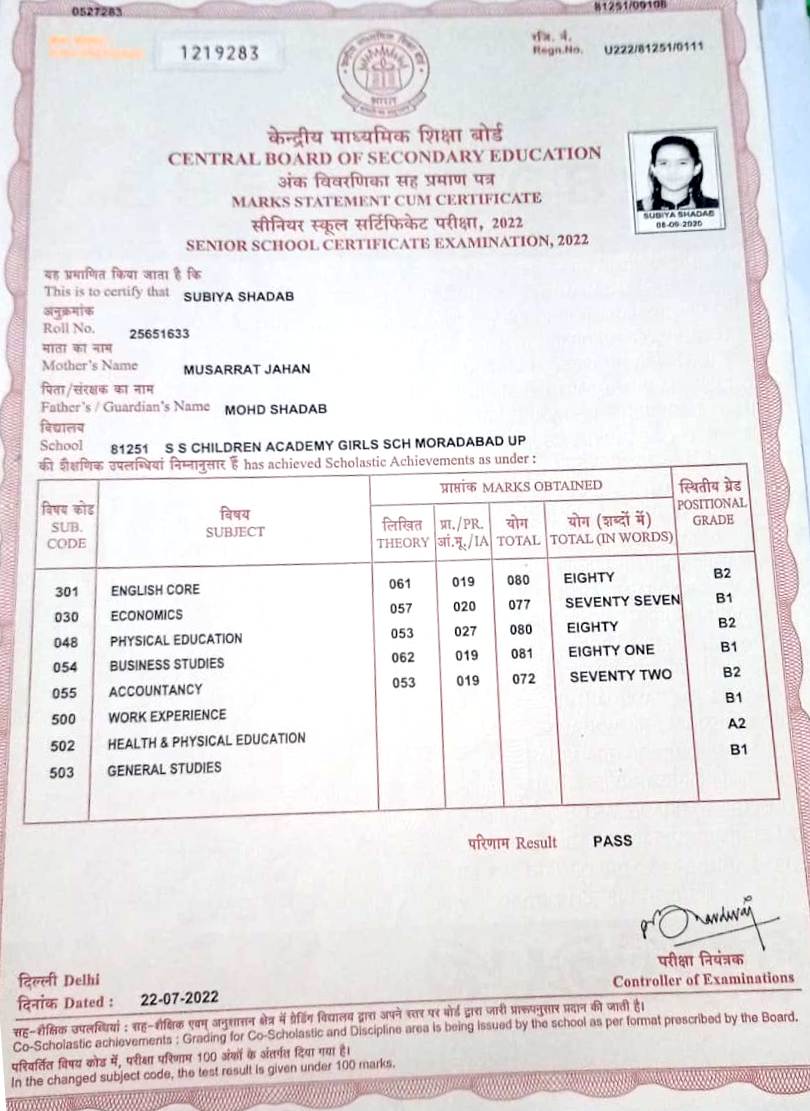 0527283
81251/09108
1219283
रजि. नं.
Regn.No. U222/81251/0111
भारत
केन्द्रीय माध्यमिक शिक्षा बोर्ड
CENTRAL BOARD OF SECONDARY EDUCATION
अंक विवरणिका सह प्रमाण पत्र
MARKS STATEMENT CUM CERTIFICATE
सीनियर स्कूल सर्टिफिकेट परीक्षा, 2022
SENIOR SCHOOL CERTIFICATE EXAMINATION, 2022
SUBIYA SHADAB
08-09-2020
यह प्रमाणित किया जाता है कि
This is to certify that SUBIYA SHADAB
अनुक्रमांक
Roll No. 25651633
माता का नाम
Mother's Name MUSARRAT JAHAN
पिता/संरक्षक का नाम
Father's / Guardian's Name MOHD SHADAB
विद्यालय
School 81251 S S CHILDREN ACADEMY GIRLS SCH MORADABAD UP
की शैक्षणिक उपलब्धियां निम्नानुसार हैं has achieved Scholastic Achievements as under :
विषय कोड
SUB.
CODE
विषय
SUBJECT
प्राप्तांक MARKS OBTAINED
लिखित
THEORY
प्रा./PR.
आं.मू./IA
योग
TOTAL
योग (शब्दों में)
TOTAL (IN WORDS)
स्थितीय ग्रेड
POSITIONAL
GRADE
301 ENGLISH CORE 061 019 080 EIGHTY B2
030 ECONOMICS 057 020 077 SEVENTY SEVEN B1
048 PHYSICAL EDUCATION 053 027 080 EIGHTY B2
054 BUSINESS STUDIES 062 019 081 EIGHTY ONE B1
055 ACCOUNTANCY 053 019 072 SEVENTY TWO B2
500 WORK EXPERIENCE B1
502 HEALTH & PHYSICAL EDUCATION A2
503 GENERAL STUDIES B1
परिणाम Result PASS
परीक्षा नियंत्रक
Controller of Examinations
दिल्ली Delhi
दिनांक Dated : 22-07-2022
सह-शैक्षिक उपलब्धियां : सह-शैक्षिक एवम् अनुशासन क्षेत्र में ग्रेडिंग विद्यालय द्वारा अपने स्तर पर बोर्ड द्वारा जारी प्रारूपनुसार प्रदान की जाती है।
Co-Scholastic achievements : Grading for Co-Scholastic and Discipline area is being issued by the school as per format prescribed by the Board.
परिवर्तित विषय कोड में, परीक्षा परिणाम 100 अंकों के अंतर्गत दिया गया है।
In the changed subject code, the test result is given under 100 marks.